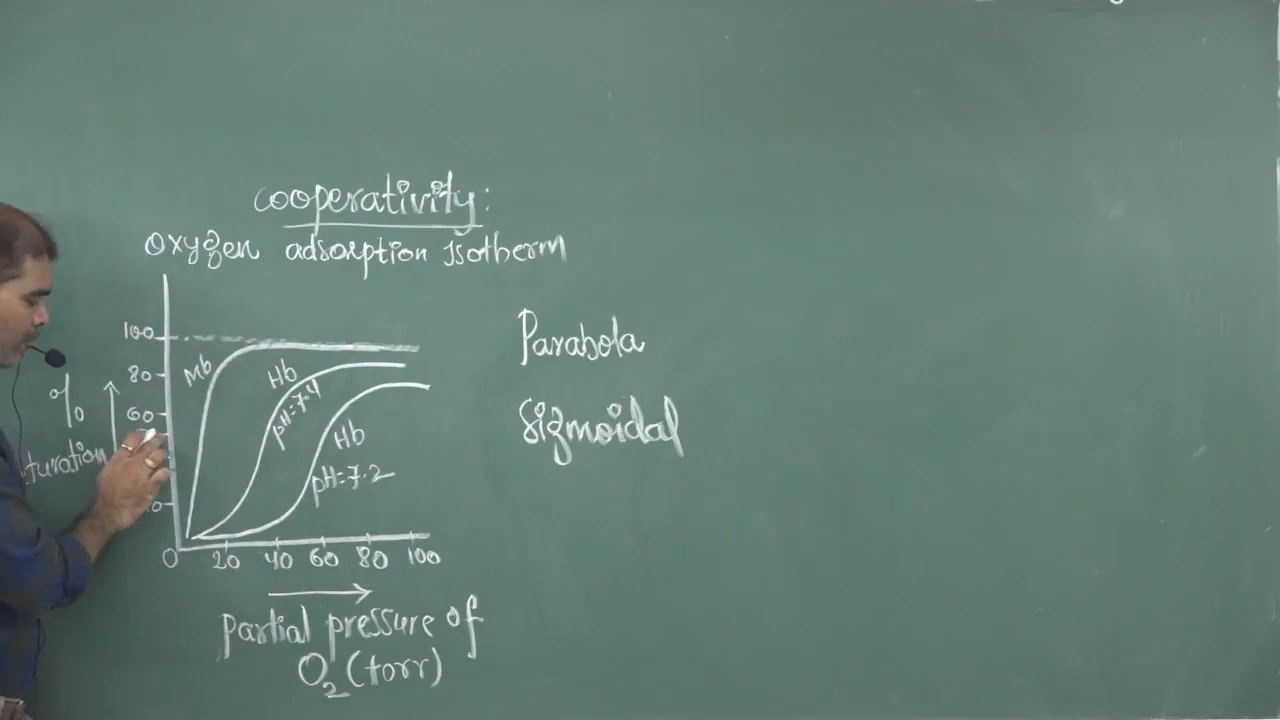 cooperativity:
oxygen adsorption isotherm
100
80
60
%
Mb
Hb
pH=7.4
Hb
pH=7.2
0 20 40 60 80 100
partial pressure of
O2 (torr)
Parabola
Sigmoidal